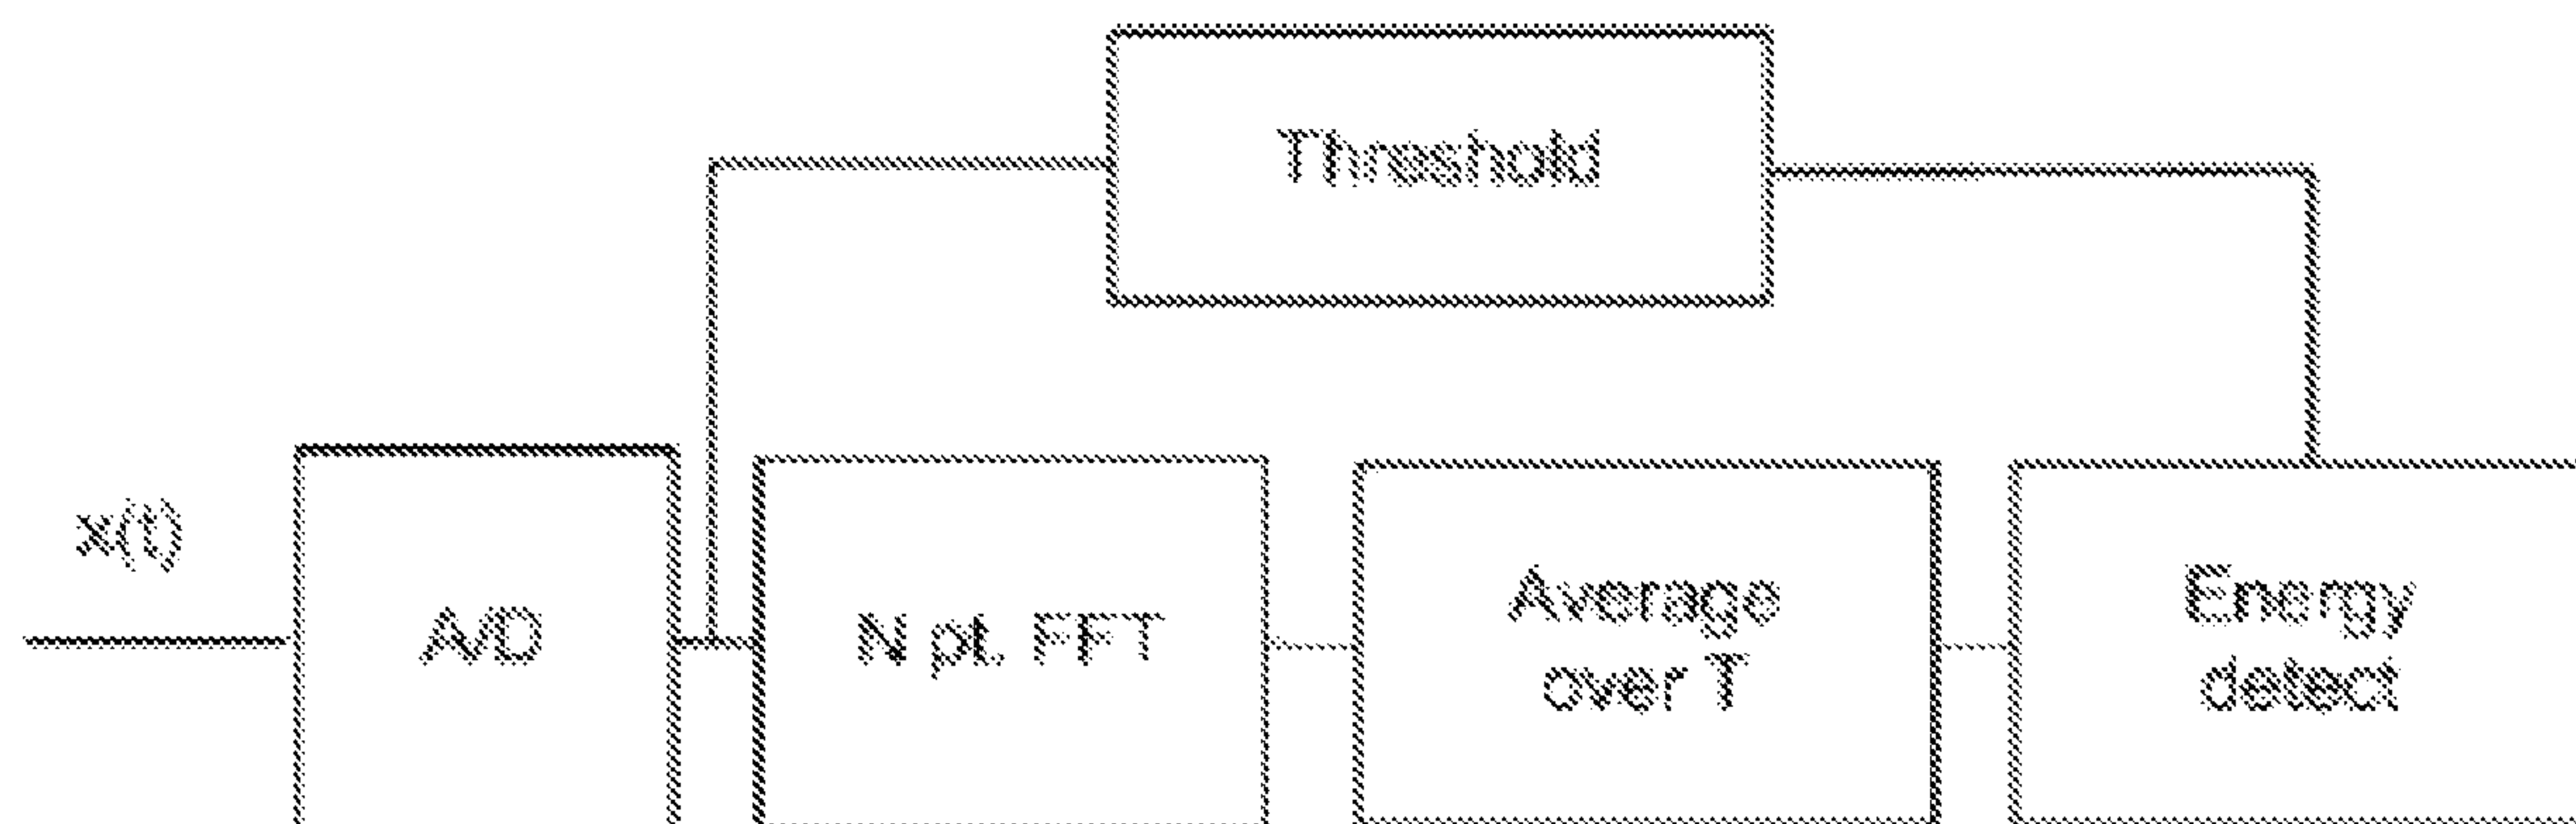 Threshold
x(t)
A/D
N pt. FFT
Average
over T
Energy
detect